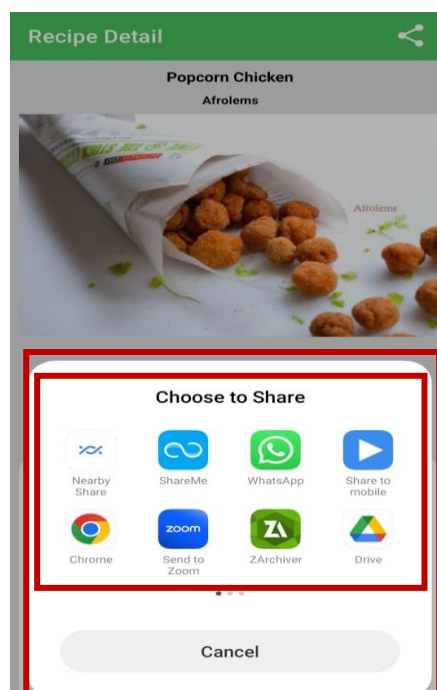 Recipe Detail
Popcorn Chicken
Afrolems
Afrolems
Choose to Share
Nearby
Share
ShareMe
WhatsApp
Share to
mobile
zoom
ZA
Chrome
Send to
Zoom
ZArchiver
Drive
Cancel